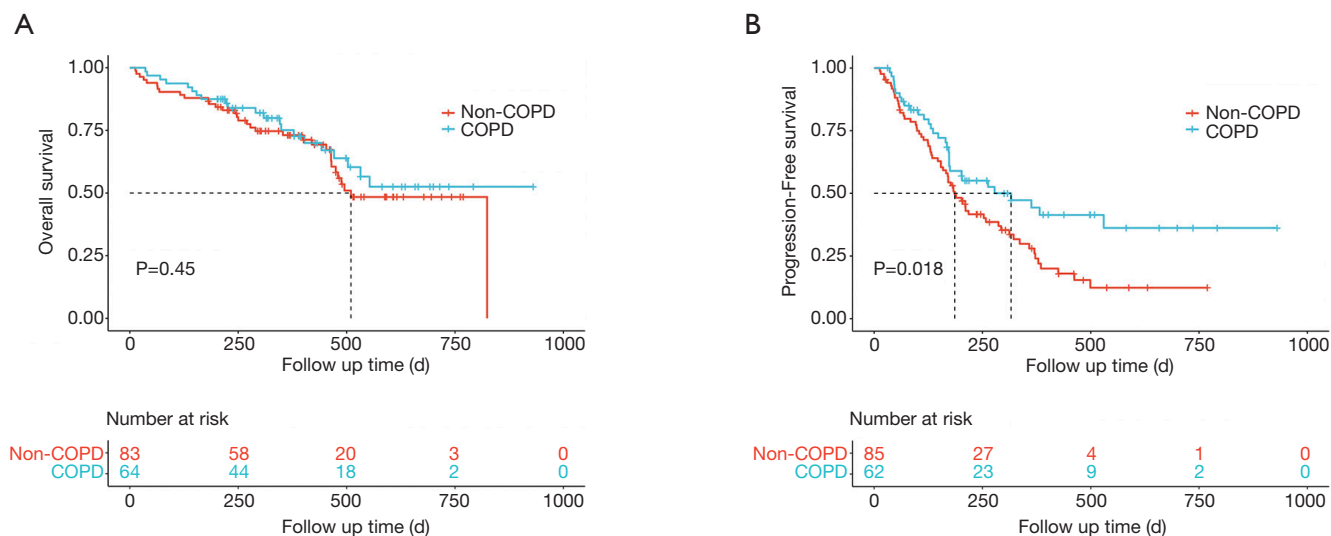 A
Overall survival
1.00
0.75
0.50
0.25
0.00
Non-COPD
COPD
P=0.45
0 250 500 750 1000
Follow up time (d)
Number at risk
Non-COPD 83 58 20 3 0
COPD 64 44 18 2 0
0 250 500 750 1000
Follow up time (d)
B
Progression-Free survival
1.00
0.75
0.50
0.25
0.00
Non-COPD
COPD
P=0.018
0 250 500 750 1000
Follow up time (d)
Number at risk
Non-COPD 85 27 4 1 0
COPD 62 23 9 2 0
0 250 500 750 1000
Follow up time (d)